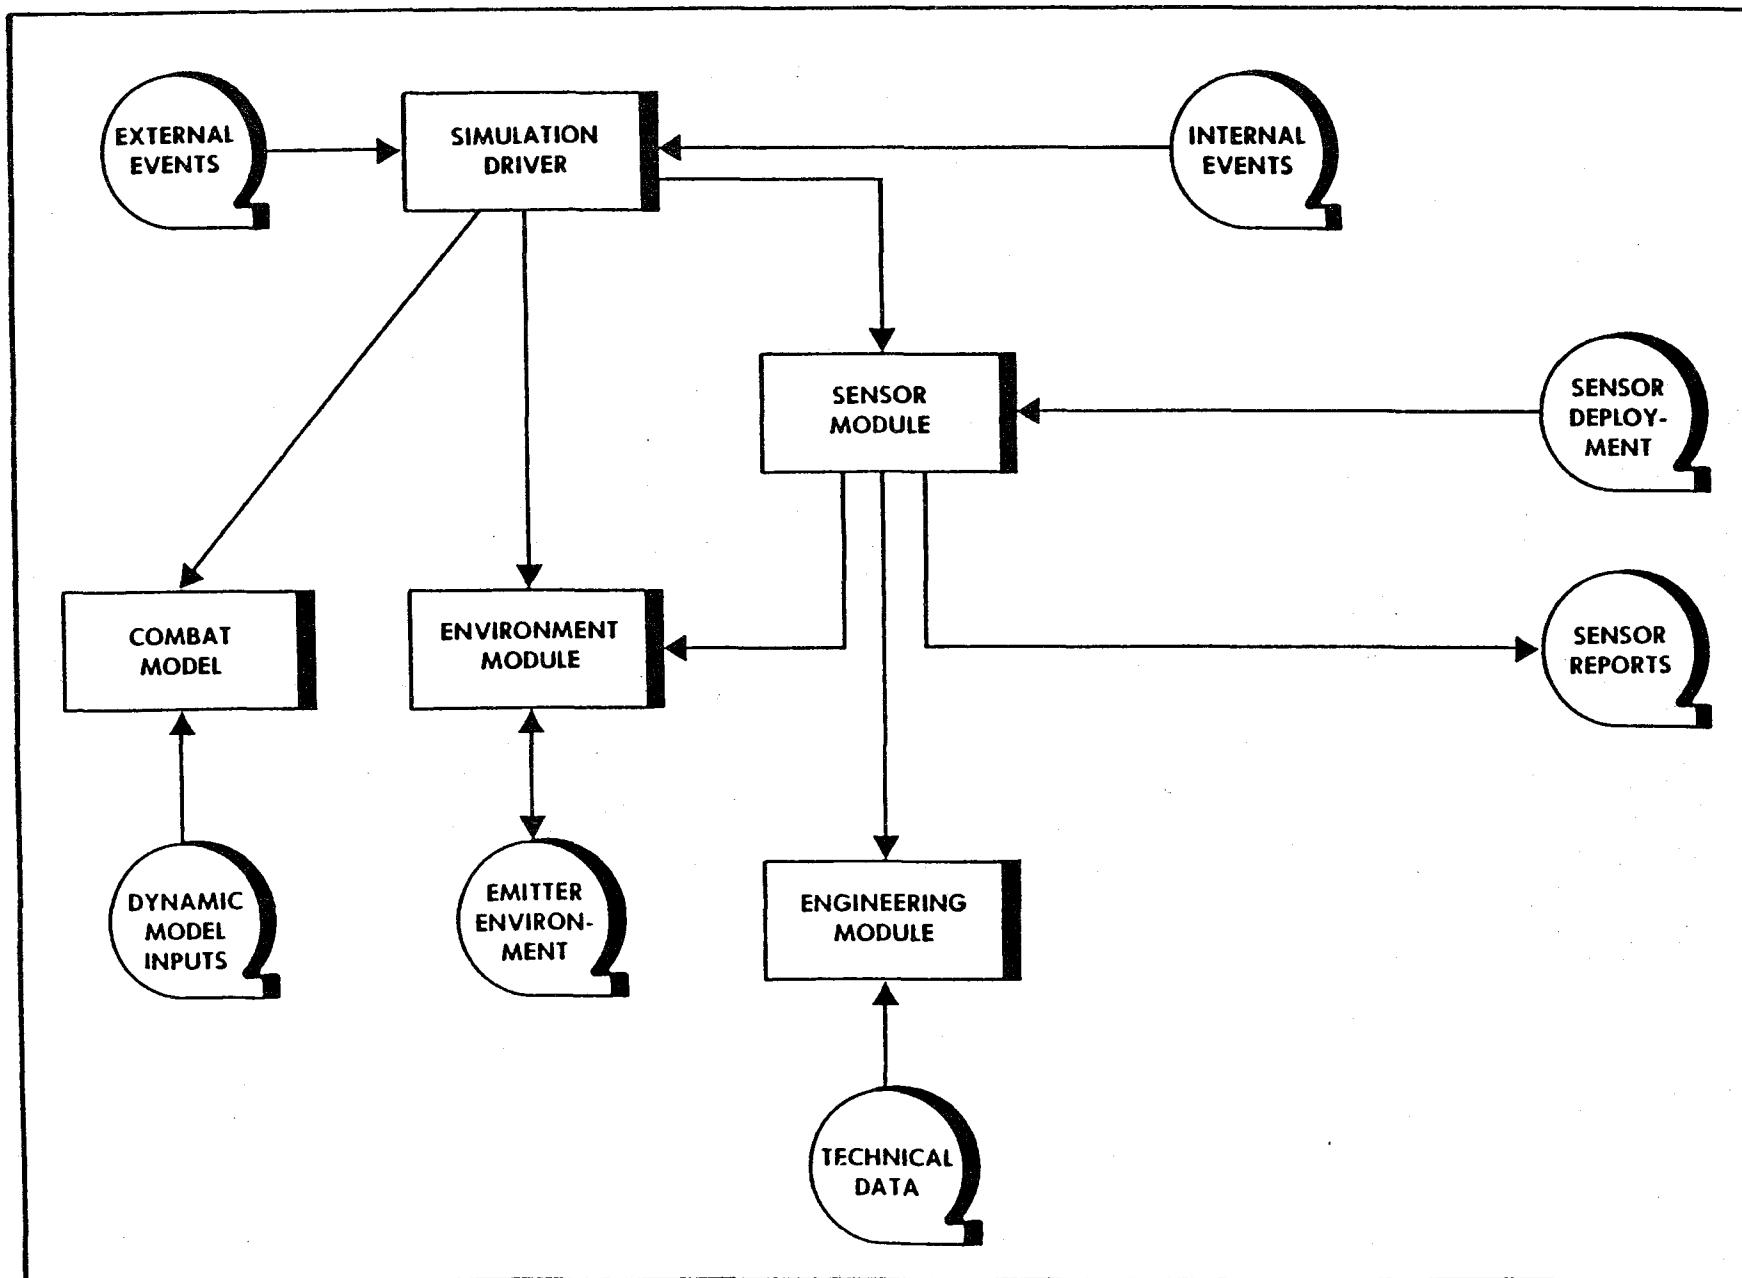 EXTERNAL
EVENTS
SIMULATION
DRIVER
INTERNAL
EVENTS
SENSOR
MODULE
SENSOR
DEPLOY-
MENT
COMBAT
MODEL
ENVIRONMENT
MODULE
SENSOR
REPORTS
DYNAMIC
MODEL
INPUTS
EMITTER
ENVIRON-
MENT
ENGINEERING
MODULE
TECHNICAL
DATA